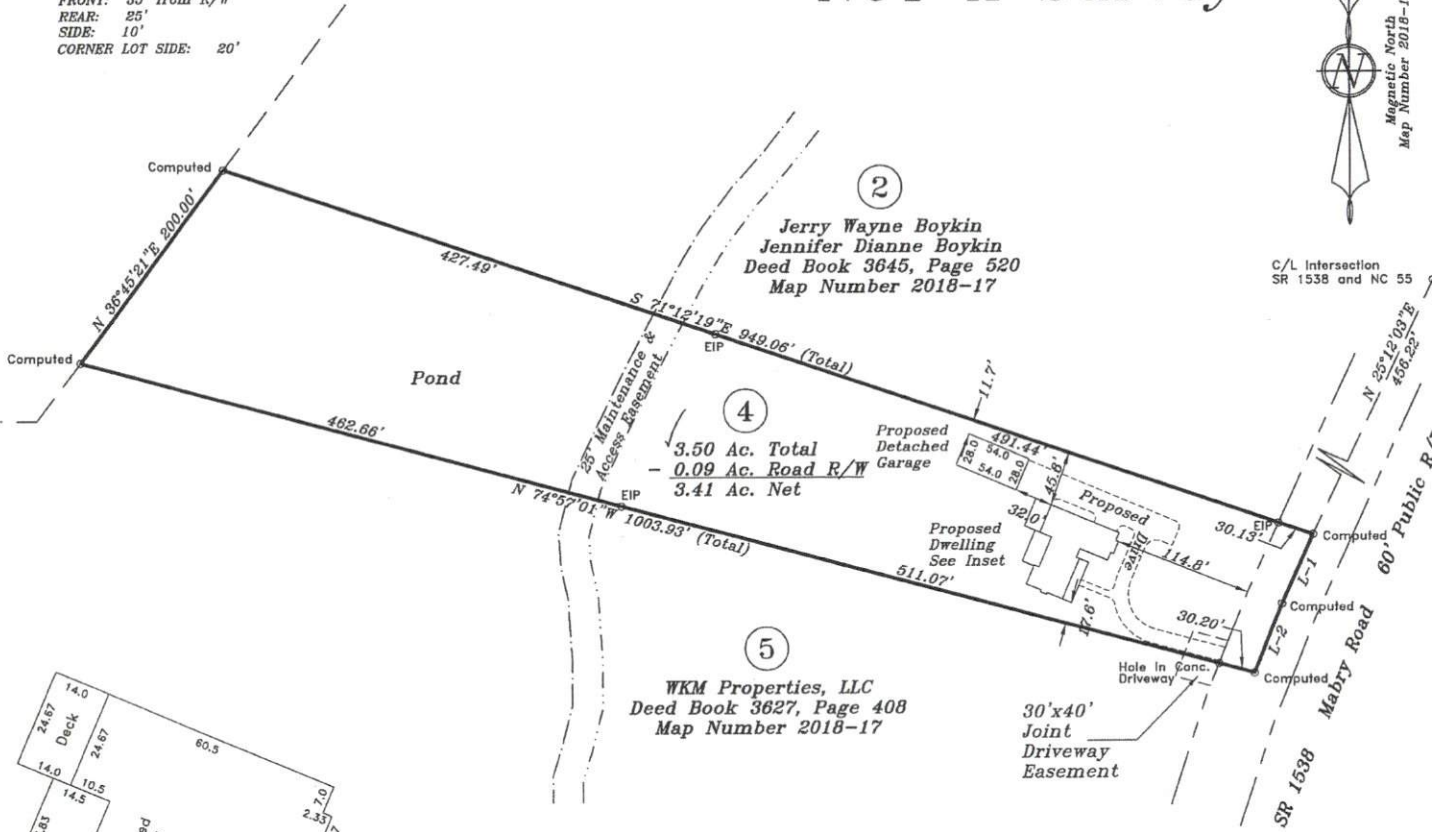 REAR: 25'
SIDE: 10'
CORNER LOT SIDE: 20'
N
Magnetic North
Computed
N 36°45'21"E 200.00'
Computed
427.49'
S 71°12'19"E 949.06' (Total)
EIP
2
Jerry Wayne Boykin
Jennifer Dianne Boykin
Deed Book 3645, Page 520
Map Number 2018-17
C/L Intersection
SR 1538 and NC 55
N 25°12'03"E
456.22'
Pond
462.66'
25' Maintenance &
Access Easement
4
3.50 Ac. Total
- 0.09 Ac. Road R/W
3.41 Ac. Net
11.7'
Proposed
Detached
Garage
491.44'
28.0
54.0
54.0
28.0
45.8'
32.0'
Proposed
Drive
Proposed
Dwelling
See Inset
114.8'
30.13'
EIP
Computed
L-1
Computed
L-2
30.20'
Computed
Hole In Conc.
Driveway
17.6'
511.07'
EIP
N 74°57'01"W 1003.93' (Total)
5
WKM Properties, LLC
Deed Book 3627, Page 408
Map Number 2018-17
30'x40'
Joint
Driveway
Easement
SR 1538 Mabry Road 60' Public
14.0
24.67
Deck
24.67
14.0
10.5
14.5
60.5
7.0
2.33